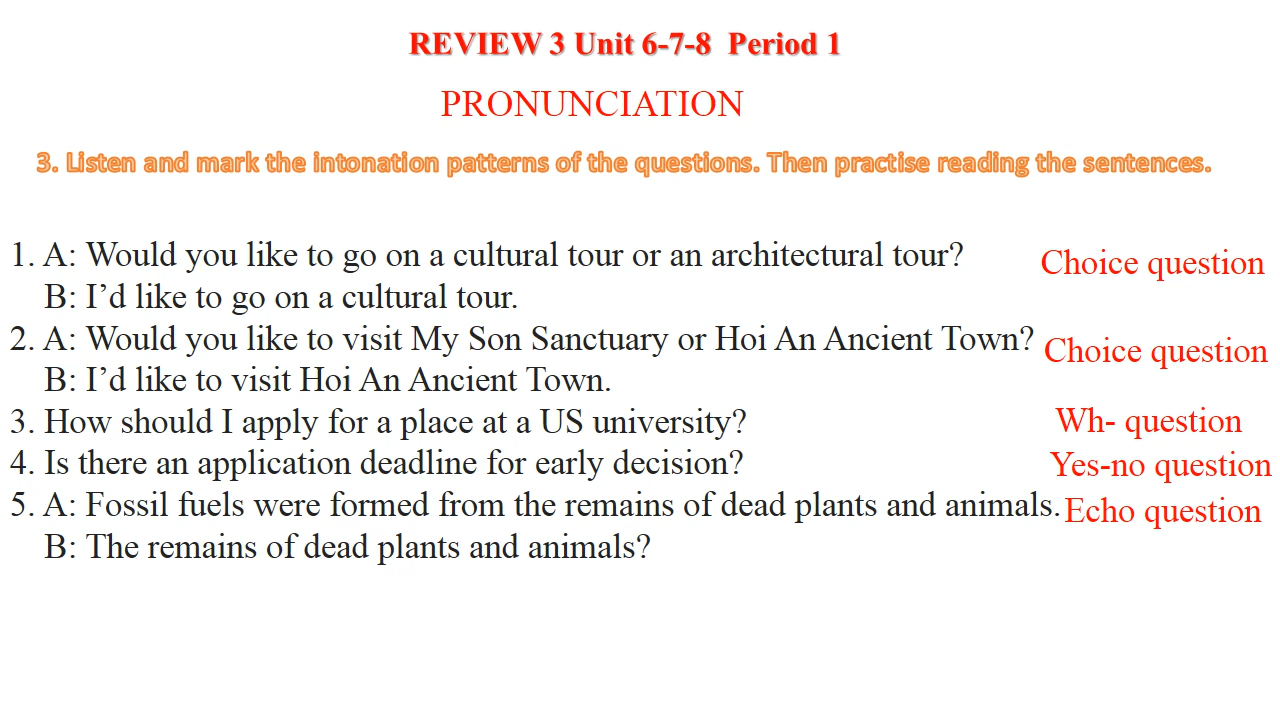 REVIEW 3 Unit 6-7-8 Period 1
PRONUNCIATION
3. Listen and mark the intonation patterns of the questions. Then practise reading the sentences.
1. A: Would you like to go on a cultural tour or an architectural tour? Choice question
B: I’d like to go on a cultural tour.
2. A: Would you like to visit My Son Sanctuary or Hoi An Ancient Town? Choice question
B: I’d like to visit Hoi An Ancient Town.
3. How should I apply for a place at a US university? Wh- question
4. Is there an application deadline for early decision? Yes-no question
5. A: Fossil fuels were formed from the remains of dead plants and animals. Echo question
B: The remains of dead plants and animals?